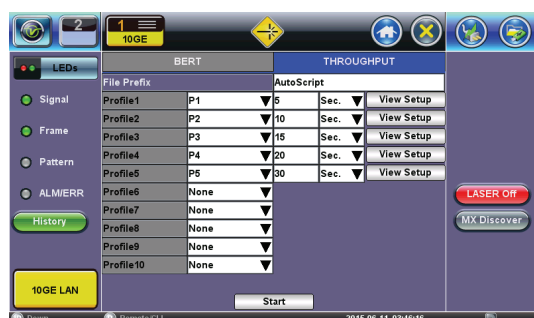 2
1
10GE
LEDs
Signal
Frame
Pattern
ALM/ERR
History
10GE LAN
BERT THROUGHPUT
File Prefix AutoScript
Profile1 P1 5 Sec. View Setup
Profile2 P2 10 Sec. View Setup
Profile3 P3 15 Sec. View Setup
Profile4 P4 20 Sec. View Setup
Profile5 P5 30 Sec. View Setup
Profile6 None
Profile7 None
Profile8 None
Profile9 None
Profile10 None
Start
LASER Off
MX Discover